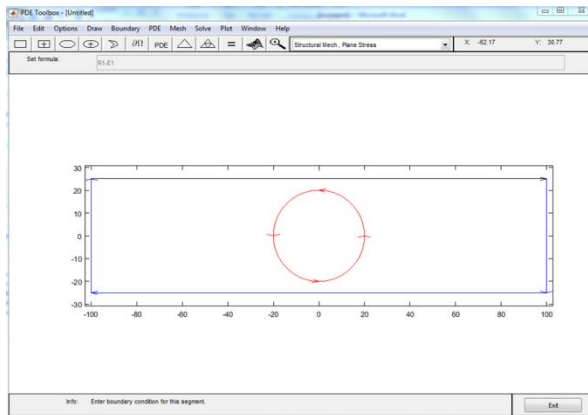 PDE Toolbox - [Untitled]
File Edit Options Draw Boundary PDE Mesh Solve Plot Window Help
∂Ω PDE = Structural Mech., Plane Stress X: -62.17 Y: 30.77
Set formula: R1-E1
30
20
10
0
-10
-20
-30
-100 -80 -60 -40 -20 0 20 40 60 80 100
Info: Enter boundary condition for this segment. Exit